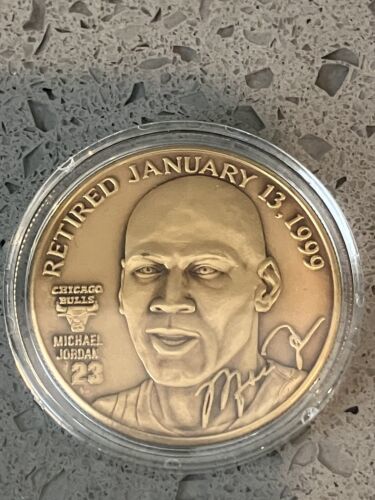 RETIRED JANUARY 13, 1999
CHICAGO
BULLS
MICHAEL
JORDAN
23